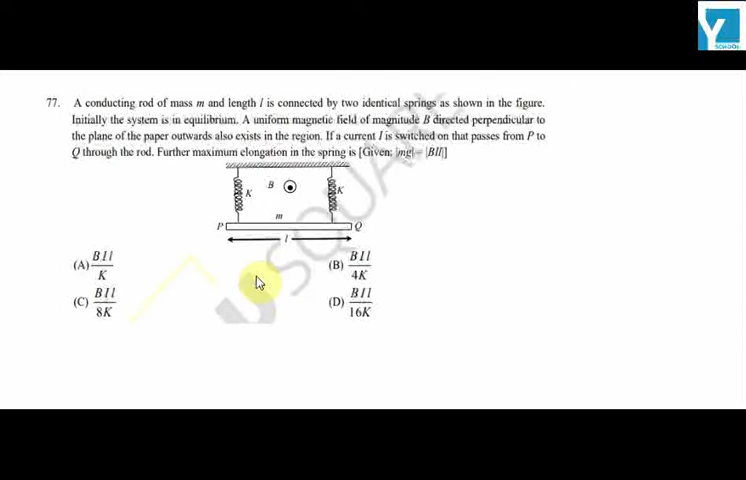 Y
SCHOOL
77. A conducting rod of mass m and length l is connected by two identical springs as shown in the figure.
Initially the system is in equilibrium. A uniform magnetic field of magnitude B directed perpendicular to
the plane of the paper outwards also exists in the region. If a current I is switched on that passes from P to
Q through the rod. Further maximum elongation in the spring is [Given: |mg| = |BIl|]
B
K
K
m
P
Q
l
(A) BIl/K
(B) BIl/4K
(C) BIl/8K
(D) BIl/16K
U SQUARE